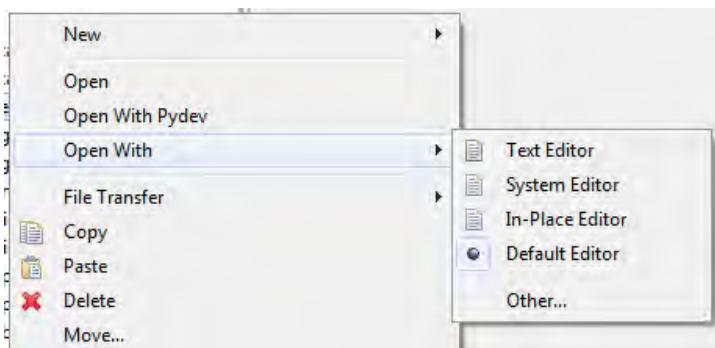 New
Open
Open With Pydev
Open With
Text Editor
System Editor
In-Place Editor
Default Editor
Other...
File Transfer
Copy
Paste
Delete
Move...